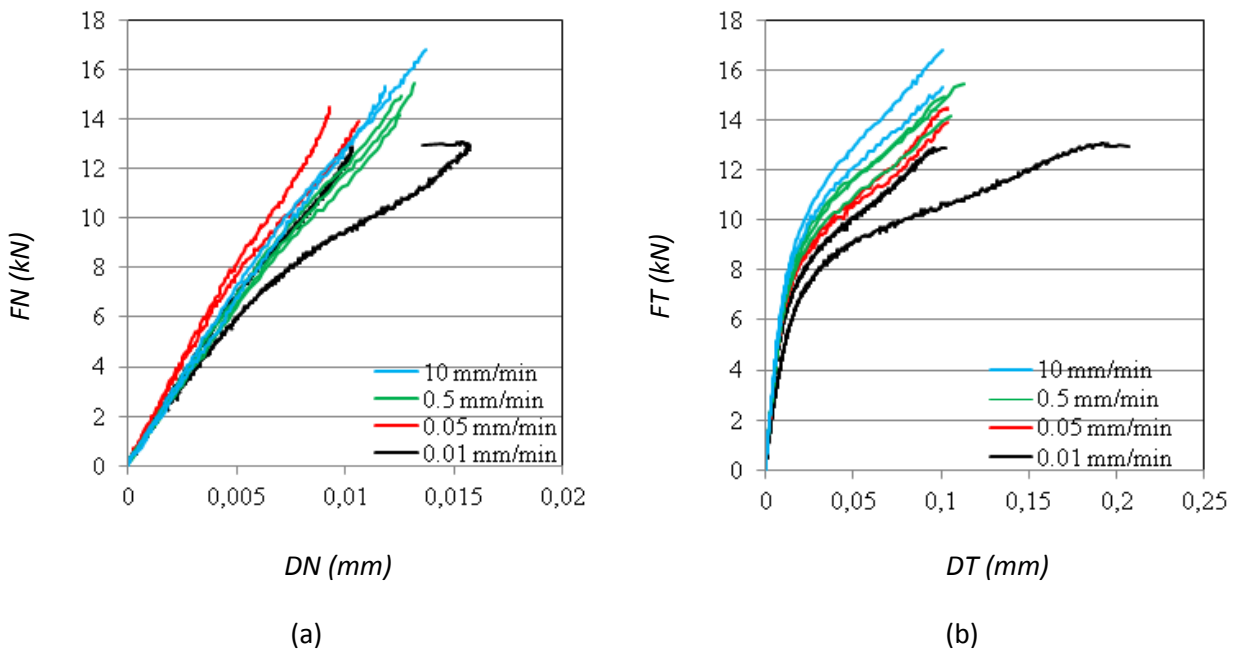 18
16
14
12
10
8
6
4
2
0
FN (kN)
10 mm/min
0.5 mm/min
0.05 mm/min
0.01 mm/min
0 0,005 0,01 0,015 0,02
DN (mm)
(a)
18
16
14
12
10
8
6
4
2
0
FT (kN)
10 mm/min
0.5 mm/min
0.05 mm/min
0.01 mm/min
0 0,05 0,1 0,15 0,2 0,25
DT (mm)
(b)